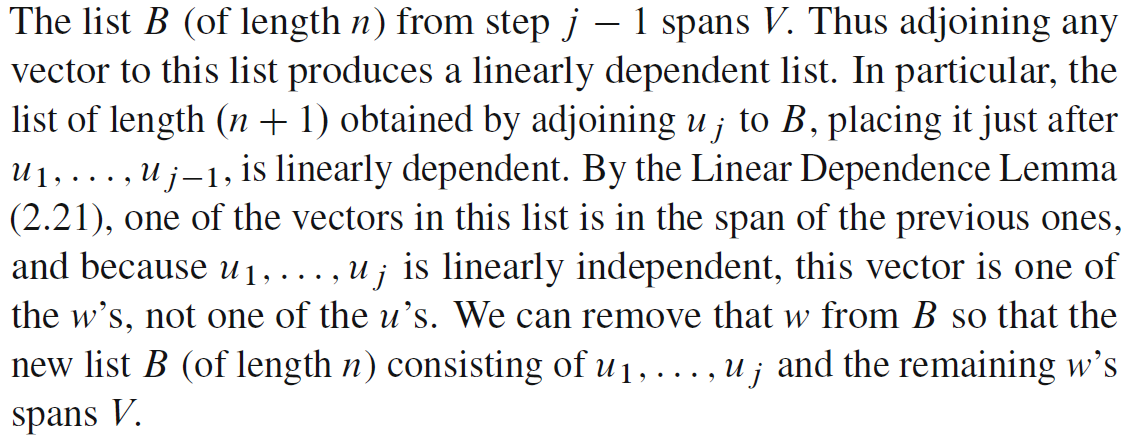 The list B (of length n) from step j − 1 spans V. Thus adjoining any
vector to this list produces a linearly dependent list. In particular, the
list of length (n + 1) obtained by adjoining u_j to B, placing it just after
u_1, . . . , u_{j−1}, is linearly dependent. By the Linear Dependence Lemma
(2.21), one of the vectors in this list is in the span of the previous ones,
and because u_1, . . . , u_j is linearly independent, this vector is one of
the w’s, not one of the u’s. We can remove that w from B so that the
new list B (of length n) consisting of u_1, . . . , u_j and the remaining w’s
spans V.